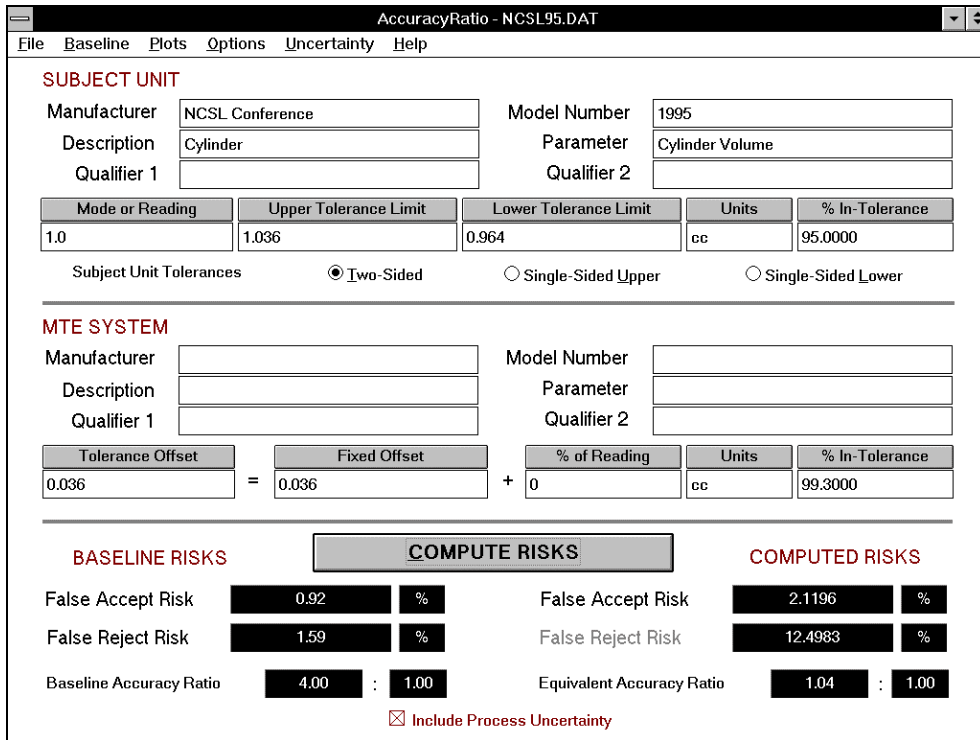 AccuracyRatio - NCSL95.DAT
File Baseline Plots Options Uncertainty Help
SUBJECT UNIT
Manufacturer NCSL Conference Model Number 1995
Description Cylinder Parameter Cylinder Volume
Qualifier 1 Qualifier 2
Mode or Reading Upper Tolerance Limit Lower Tolerance Limit Units % In-Tolerance
1.0 1.036 0.964 cc 95.0000
Subject Unit Tolerances Two-Sided Single-Sided Upper Single-Sided Lower
MTE SYSTEM
Manufacturer Model Number
Description Parameter
Qualifier 1 Qualifier 2
Tolerance Offset Fixed Offset % of Reading Units % In-Tolerance
0.036 = 0.036 + 0 cc 99.3000
BASELINE RISKS COMPUTE RISKS COMPUTED RISKS
False Accept Risk 0.92 % False Accept Risk 2.1196 %
False Reject Risk 1.59 % False Reject Risk 12.4983 %
Baseline Accuracy Ratio 4.00 : 1.00 Equivalent Accuracy Ratio 1.04 : 1.00
Include Process Uncertainty